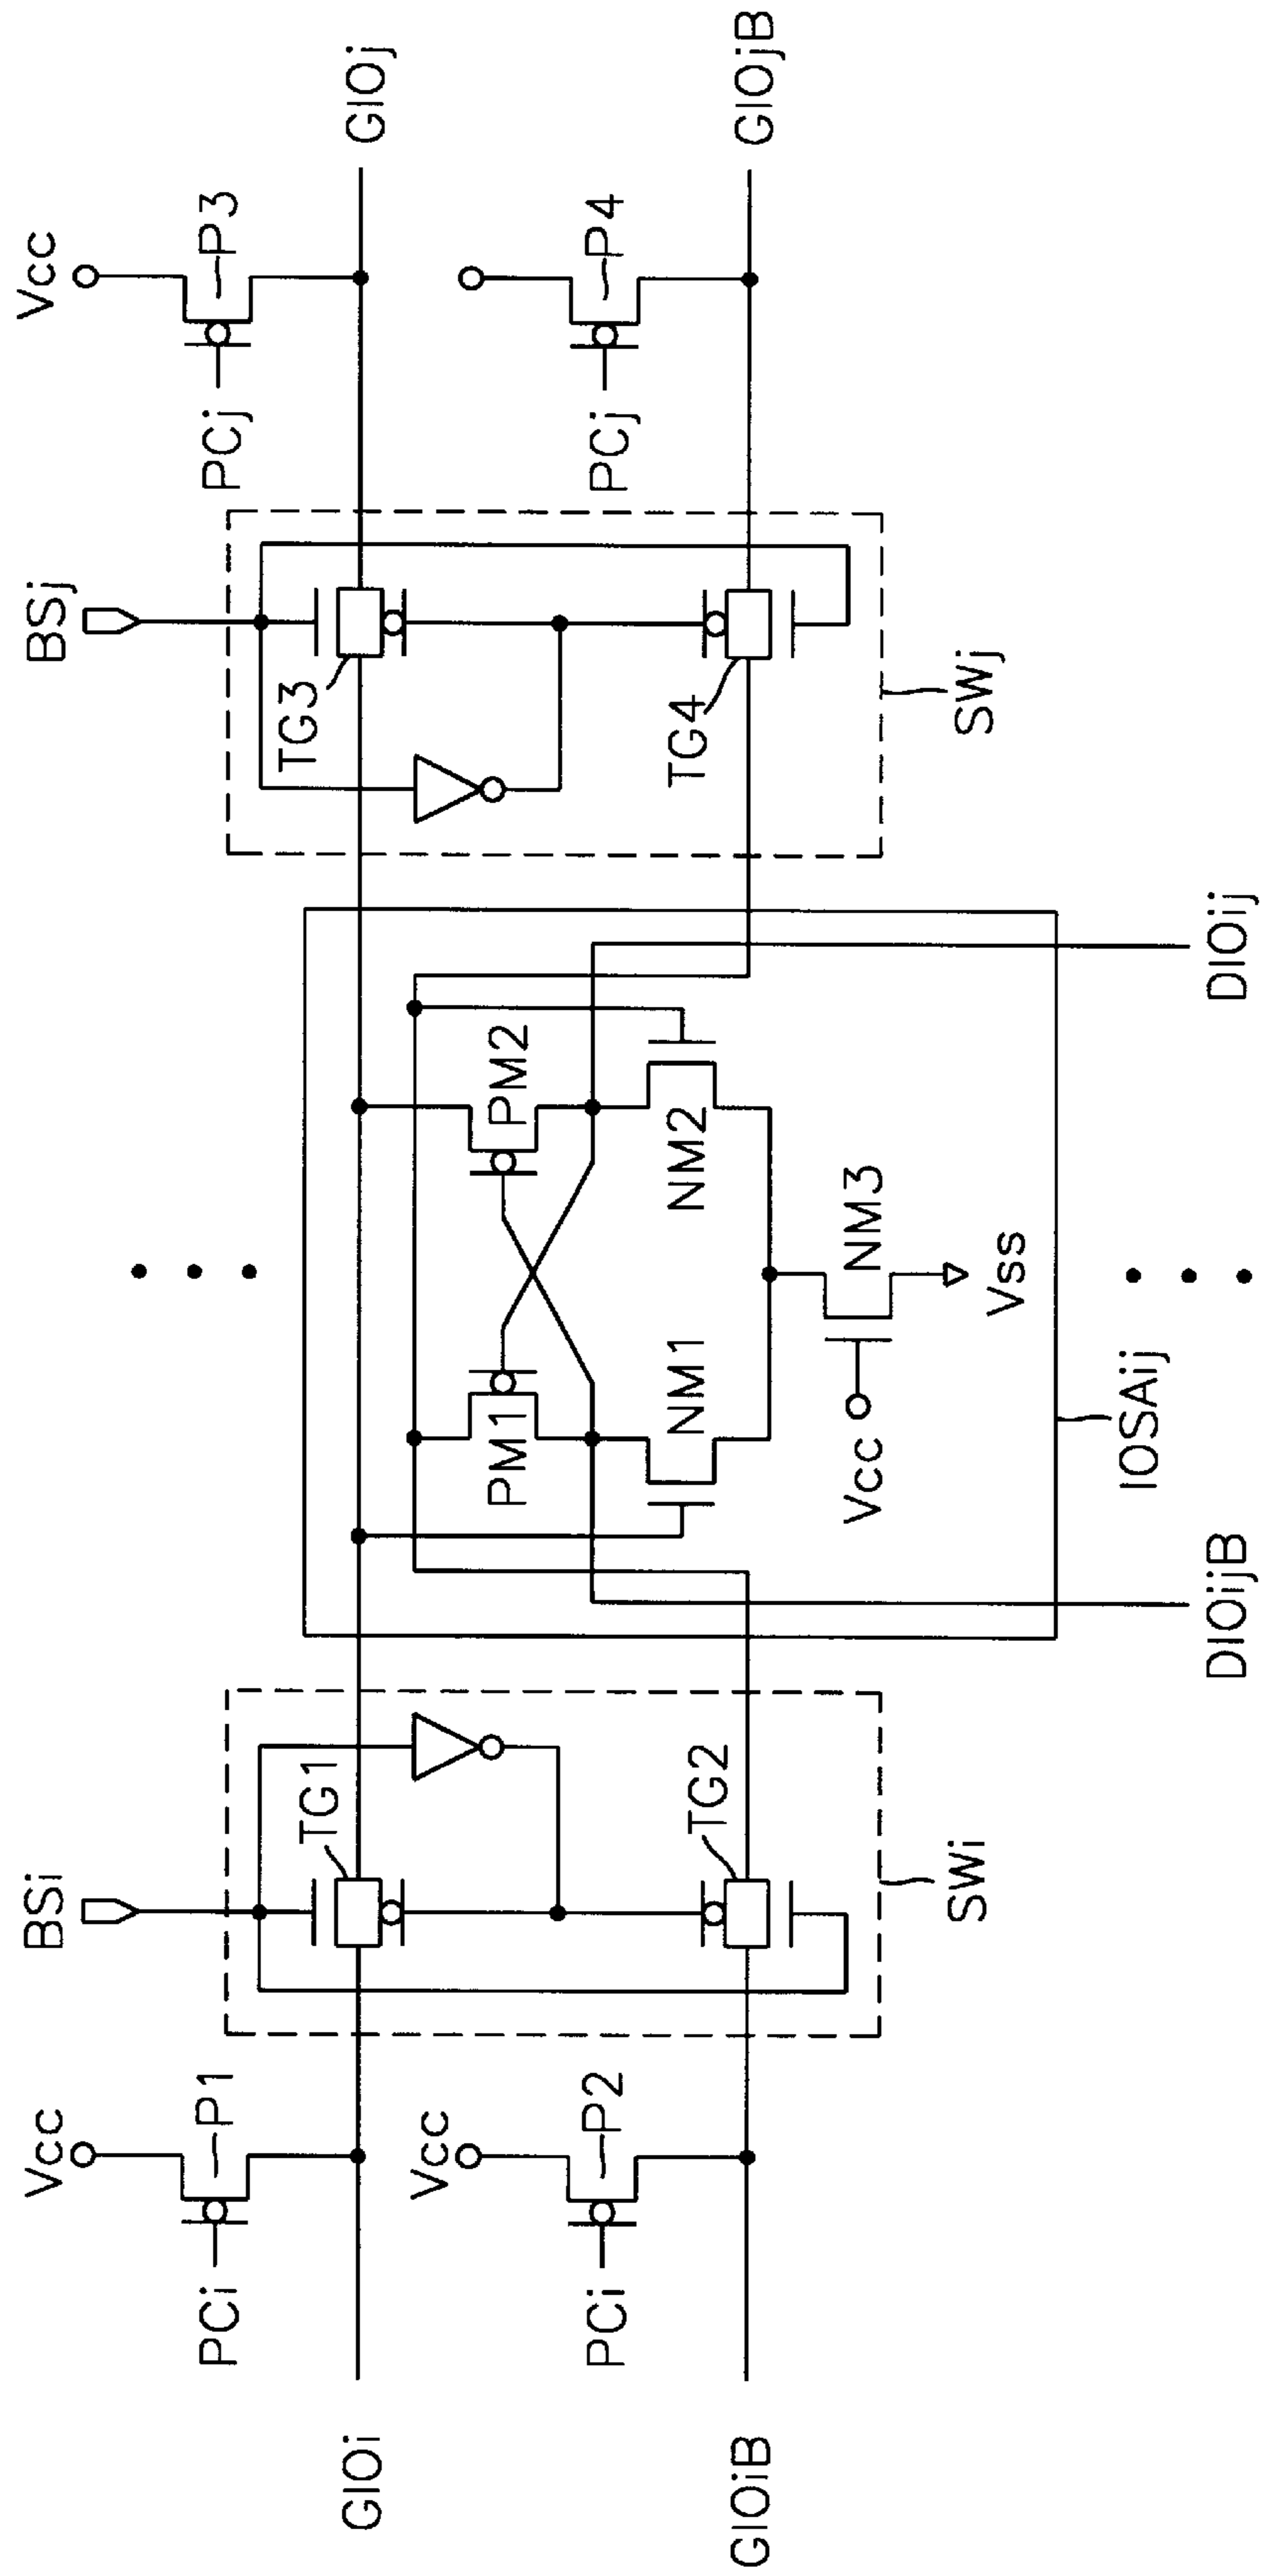 BSi
BSj
Vcc
Vcc
PCi
P1
PCj
P3
GIOi
TG1
TG3
GIOj
Vcc
PCi
P2
PM1
PM2
PCj
P4
TG2
NM1
NM2
TG4
GIOiB
GIOjB
Vcc
NM3
SWi
SWj
Vss
IOSAij
DIOijB
DIOij